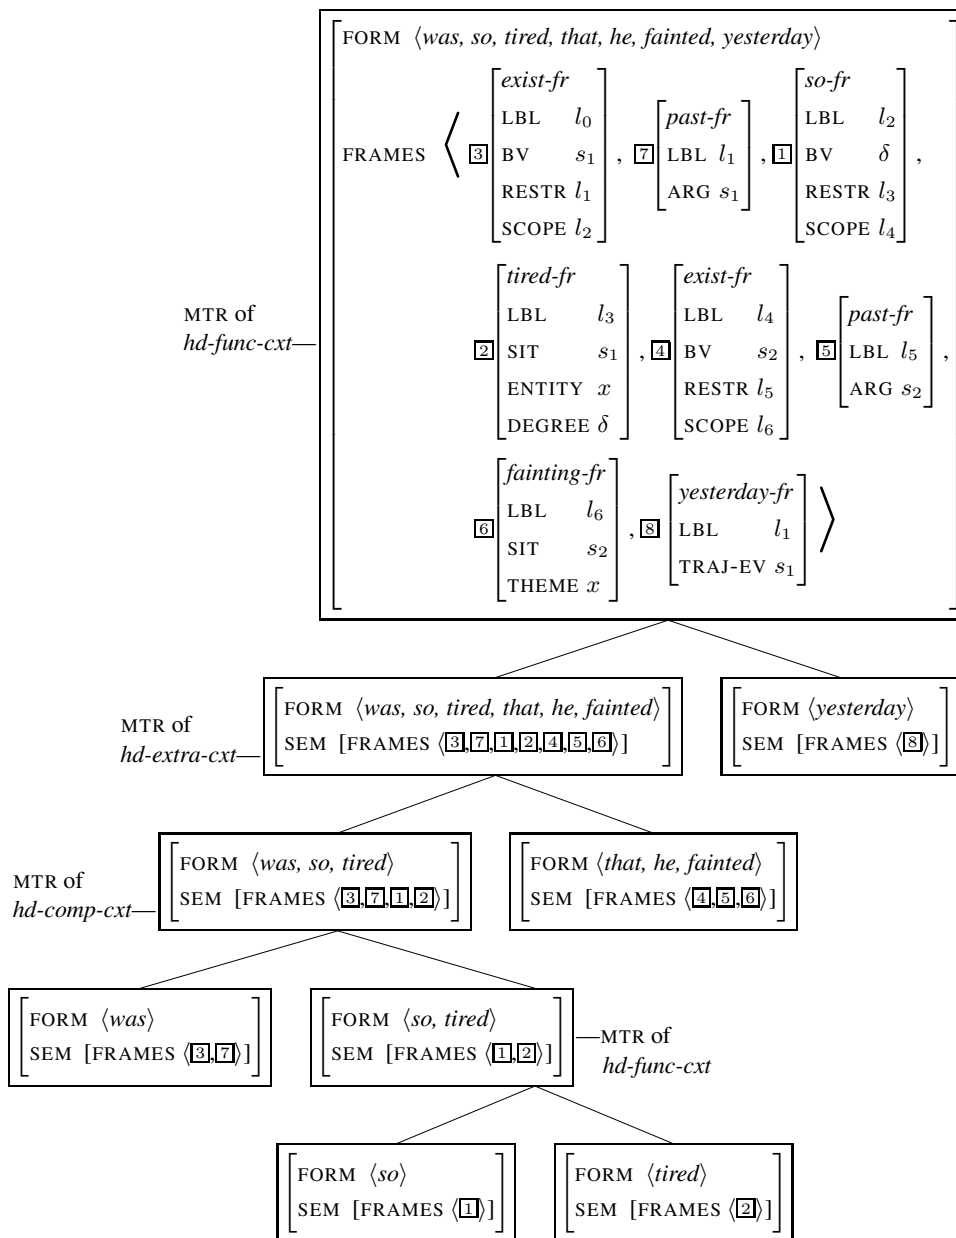 FORM ⟨was, so, tired, that, he, fainted, yesterday⟩
exist-fr
LBL l0
BV s1
RESTR l1
SCOPE l2
past-fr
LBL l1
ARG s1
so-fr
LBL l2
BV δ
RESTR l3
SCOPE l4
FRAMES ⟨ 3 , 7 , 1 ,
MTR of
hd-func-cxt
tired-fr
LBL l3
SIT s1
ENTITY x
DEGREE δ
exist-fr
LBL l4
BV s2
RESTR l5
SCOPE l6
past-fr
LBL l5
ARG s2
2 , 4 , 5 ,
fainting-fr
LBL l6
SIT s2
THEME x
yesterday-fr
LBL l1
TRAJ-EV s1
6 , 8 ⟩
MTR of
hd-extra-cxt
FORM ⟨was, so, tired, that, he, fainted⟩
SEM [FRAMES ⟨3,7,1,2,4,5,6⟩]
FORM ⟨yesterday⟩
SEM [FRAMES ⟨8⟩]
MTR of
hd-comp-cxt
FORM ⟨was, so, tired⟩
SEM [FRAMES ⟨3,7,1,2⟩]
FORM ⟨that, he, fainted⟩
SEM [FRAMES ⟨4,5,6⟩]
FORM ⟨was⟩
SEM [FRAMES ⟨3,7⟩]
FORM ⟨so, tired⟩
SEM [FRAMES ⟨1,2⟩]
MTR of
hd-func-cxt
FORM ⟨so⟩
SEM [FRAMES ⟨1⟩]
FORM ⟨tired⟩
SEM [FRAMES ⟨2⟩]